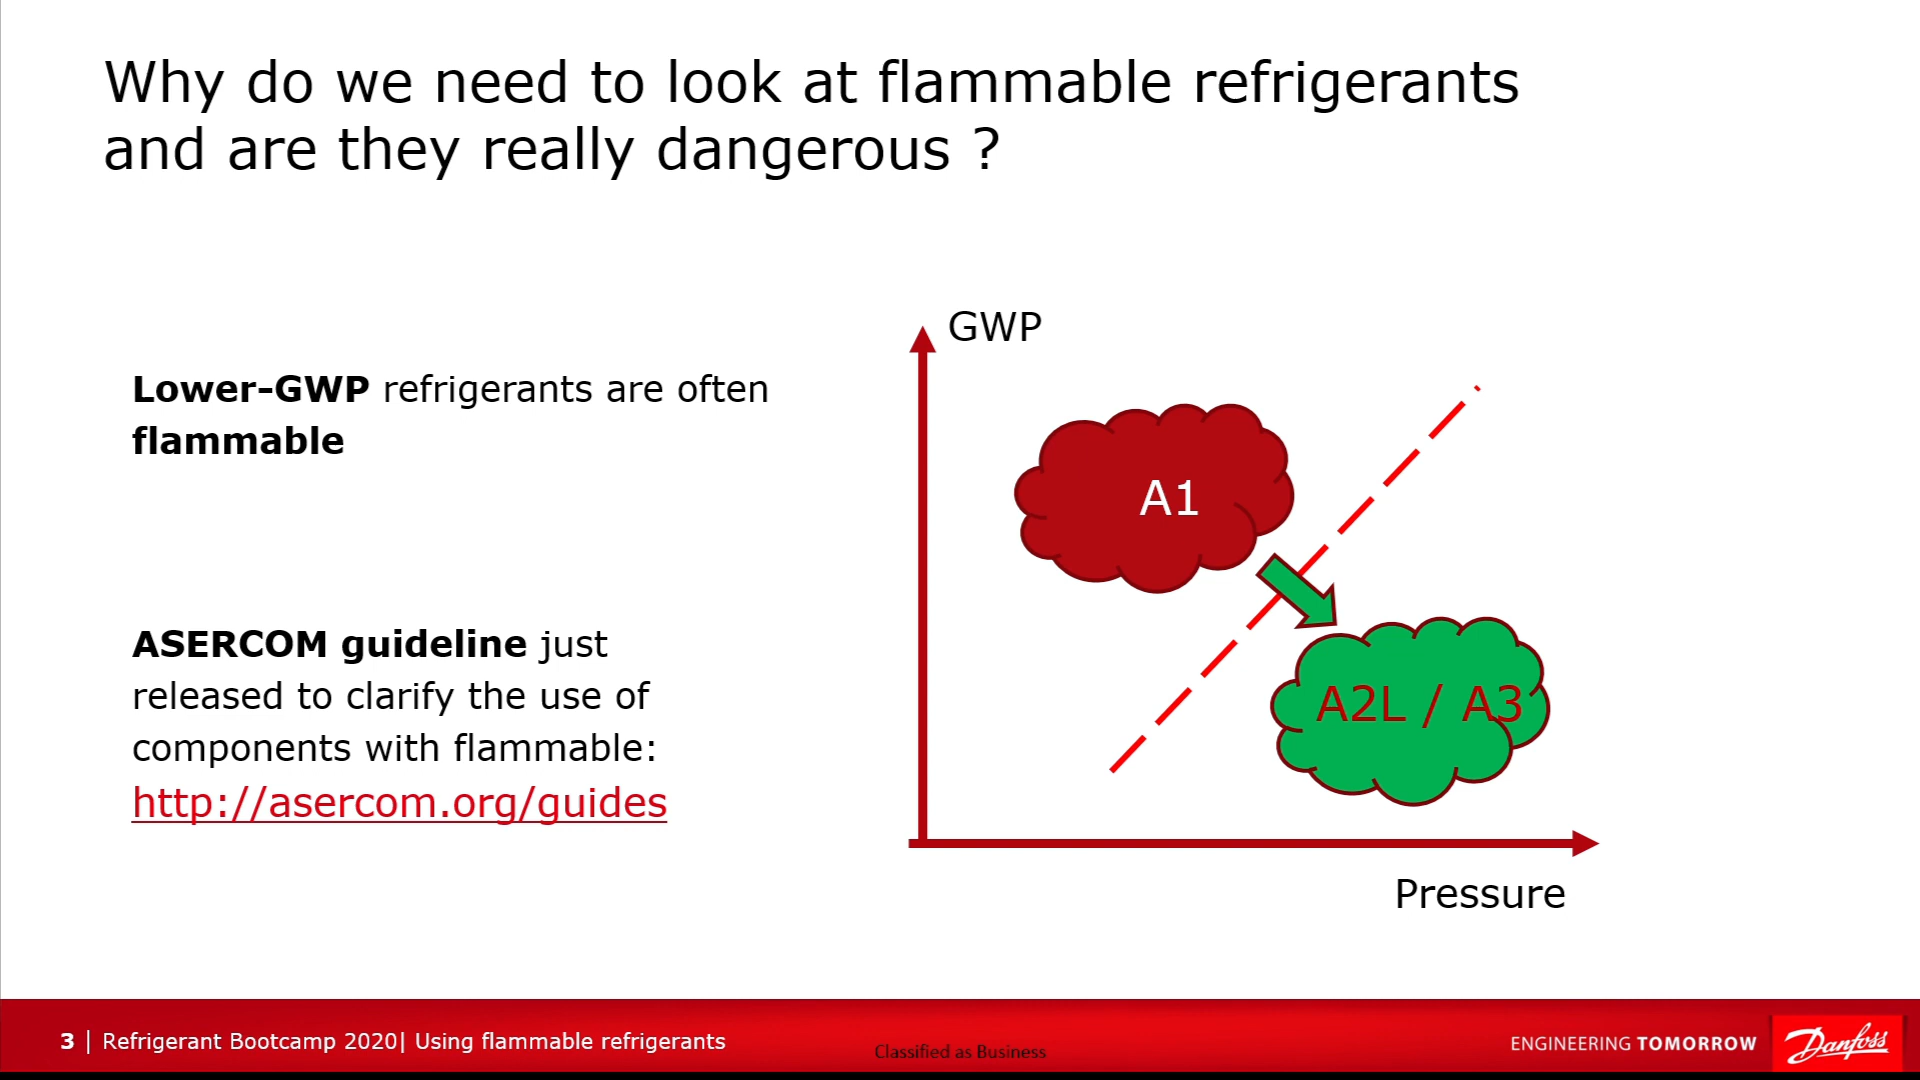 Why do we need to look at flammable refrigerants
and are they really dangerous ?
Lower-GWP refrigerants are often
flammable
ASERCOM guideline just
released to clarify the use of
components with flammable:
http://asercom.org/guides
GWP
A1
A2L / A3
Pressure
3 | Refrigerant Bootcamp 2020| Using flammable refrigerants
Classified as Business
ENGINEERING TOMORROW
Danfoss